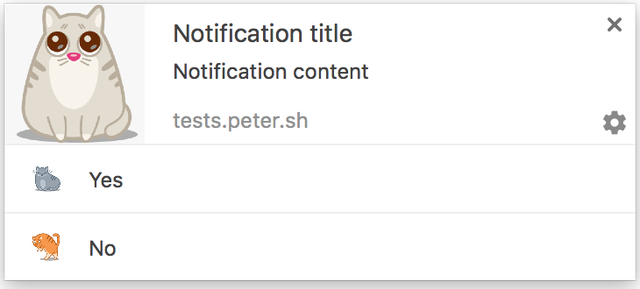 Notification title
Notification content
tests.peter.sh
Yes
No